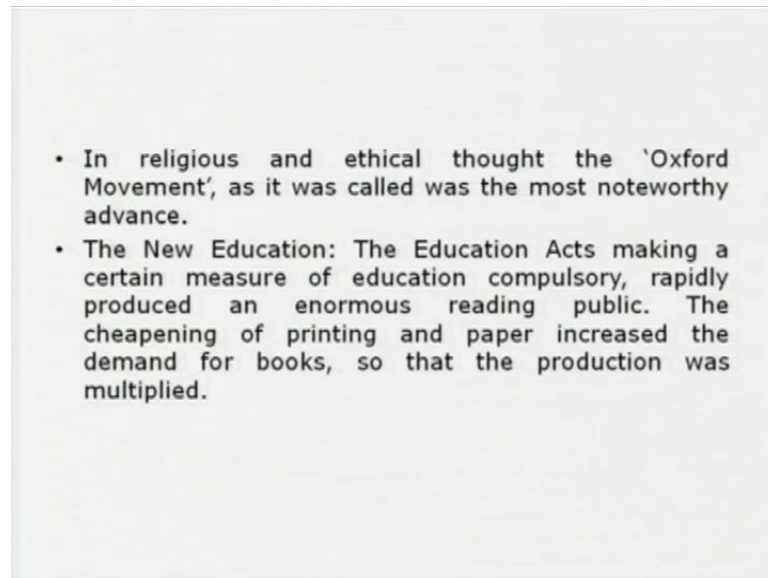 • In religious and ethical thought the ‛Oxford
Movement’, as it was called was the most noteworthy
advance.
• The New Education: The Education Acts making a
certain measure of education compulsory, rapidly
produced an enormous reading public. The
cheapening of printing and paper increased the
demand for books, so that the production was
multiplied.